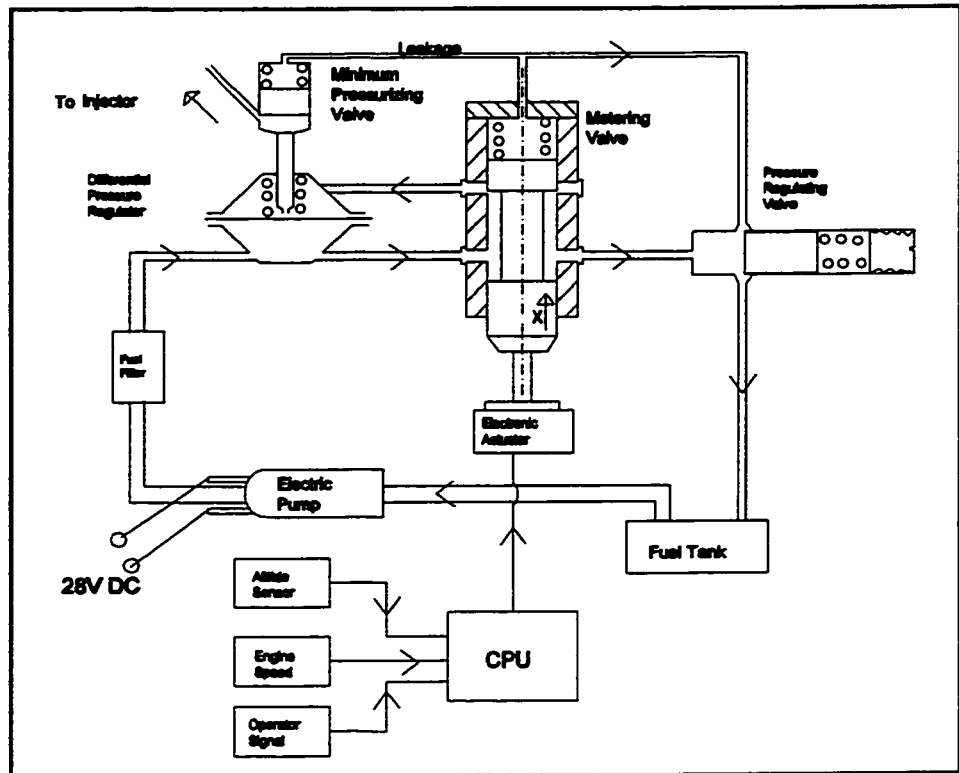 Leakage
Minimum
Pressurizing
Valve
To Injector
Metering
Valve
Differential
Pressure
Regulator
Pressure
Regulating
Valve
X
Fuel
Filter
Electronic
Actuator
Electric
Pump
28V DC
Fuel Tank
Sensor
Engine
Speed
CPU
Operator
Signal